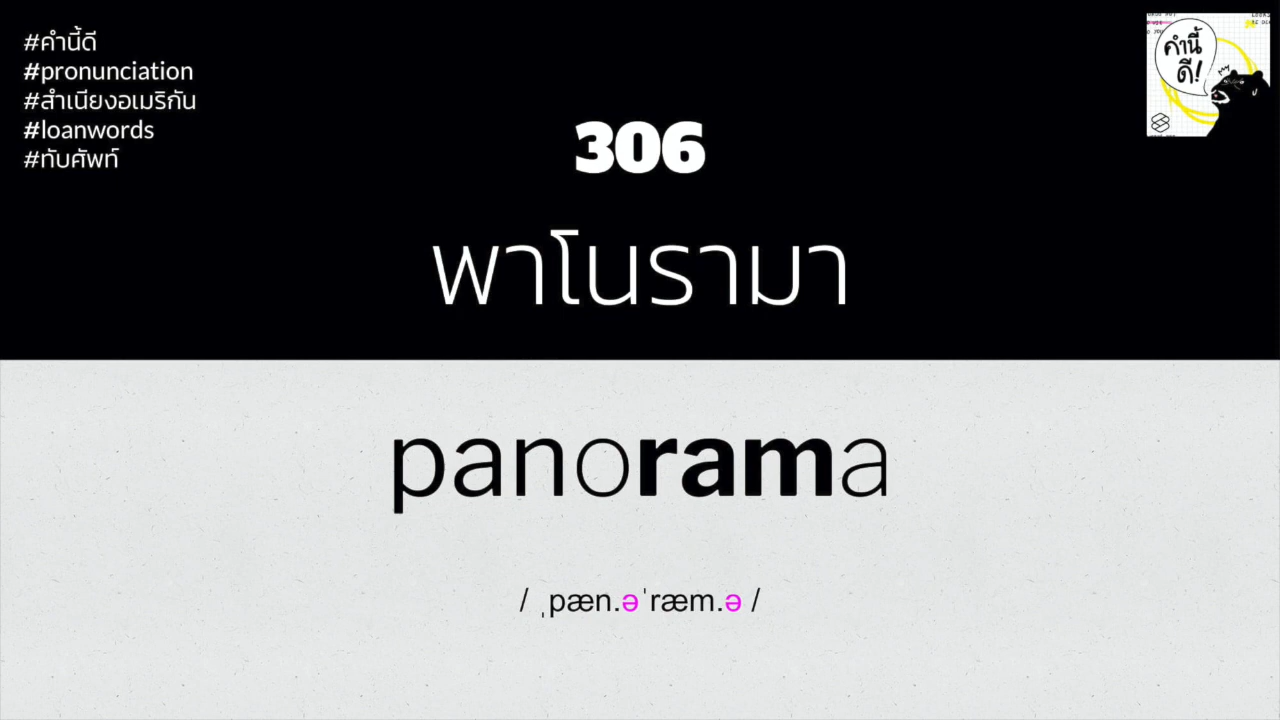 #คำนี้ดี
#pronunciation
#สำเนียงอเมริกัน
#loanwords
#ทับศัพท์
คำนี้
ดี!
306
พาโนรามา
panorama
/ ˌpæn.əˈræm.ə /